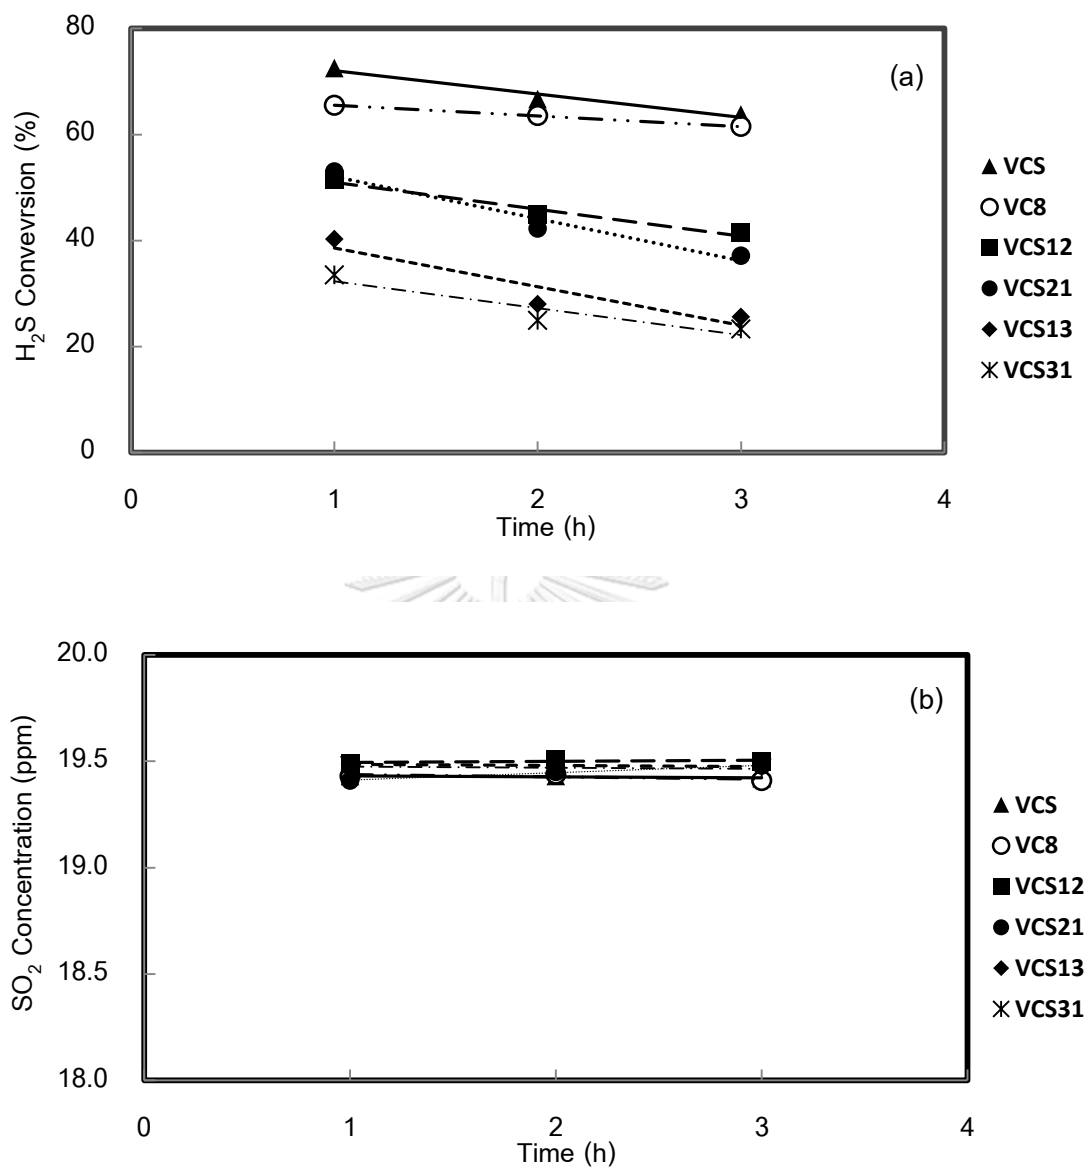 80
(a)
60
40
20
0
H₂S Convevrsion (%)
0 1 2 3 4
Time (h)
VCS
VC8
VCS12
VCS21
VCS13
VCS31
20.0
(b)
19.5
19.0
18.5
18.0
SO₂ Concentration (ppm)
0 1 2 3 4
Time (h)
VCS
VC8
VCS12
VCS21
VCS13
VCS31